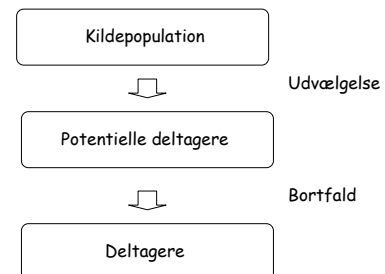 Kildepopulation
Udvælgelse
Potentielle deltagere
Bortfald
Deltagere